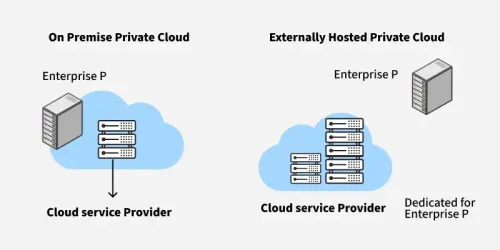 On Premise Private Cloud
Enterprise P
Cloud service Provider
Externally Hosted Private Cloud
Enterprise P
Cloud service Provider
Dedicated for
Enterprise P